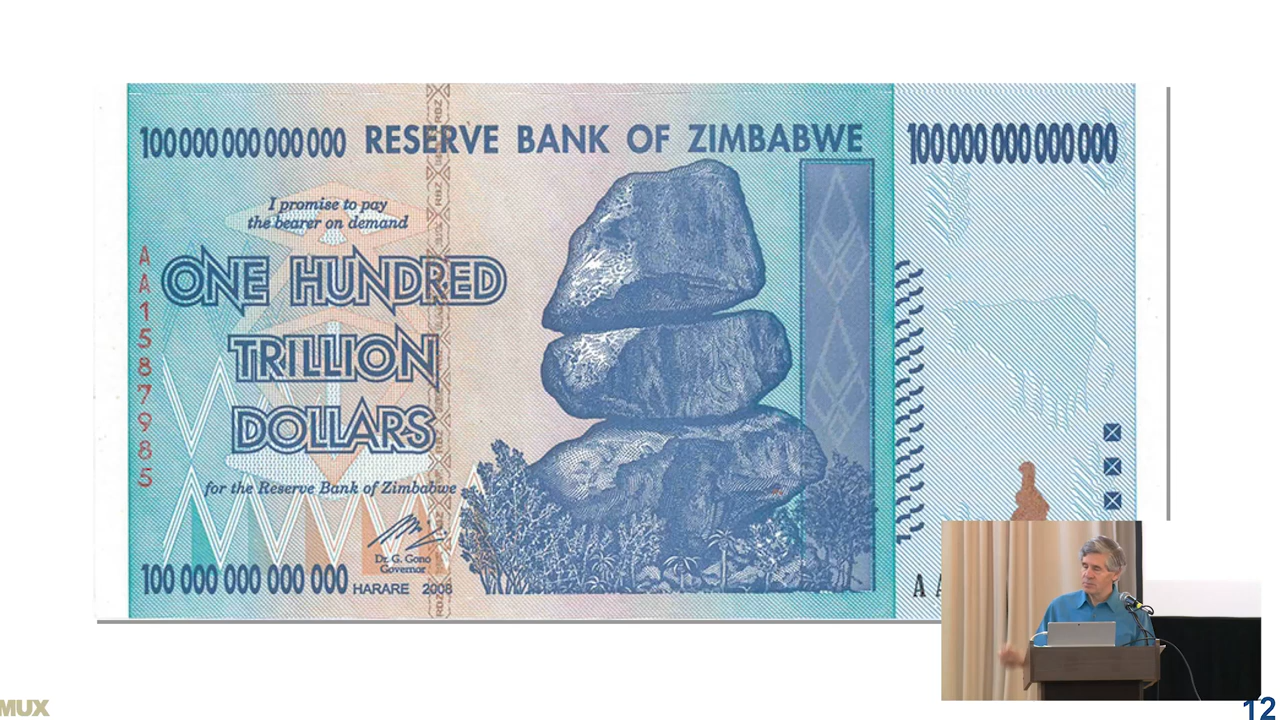 100 000 000 000 000 RESERVE BANK OF ZIMBABWE 100 000 000 000 000
I promise to pay
the bearer on demand
ONE HUNDRED
TRILLION
DOLLARS
for the Reserve Bank of Zimbabwe
Dr. G. Gono
Governor
100 000 000 000 000 HARARE 2008
AA1587985
RBZ
AA
MUX
12